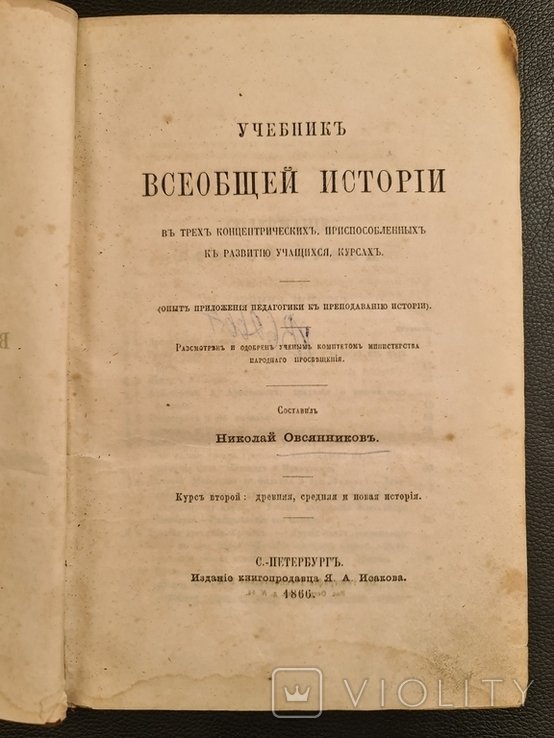 УЧЕБНИКЪ
ВСЕОБЩЕЙ ИСТОРІИ
ВЪ ТРЕХЪ КОНЦЕНТРИЧЕСКИХЪ, ПРИСПОСОБЛЕННЫХЪ
КЪ РАЗВИТІЮ УЧАЩИХСЯ, КУРСАХЪ.
(ОПЫТЪ ПРИЛОЖЕНІЯ ПЕДАГОГИКИ КЪ ПРЕПОДАВАНІЮ ИСТОРІИ).
РАЗСМОТРѢНЪ И ОДОБРЕНЪ УЧЕНЫМЪ КОМИТЕТОМЪ МИНИСТЕРСТВА
НАРОДНАГО ПРОСВѢЩЕНІЯ.
СОСТАВИЛЪ
Николай Овсянниковъ.
Курсъ второй: древняя, средняя и новая исторія.
С.-ПЕТЕРБУРГЪ.
Изданіе книгопродавца Я. А. Исакова.
1866.
VIOLITY